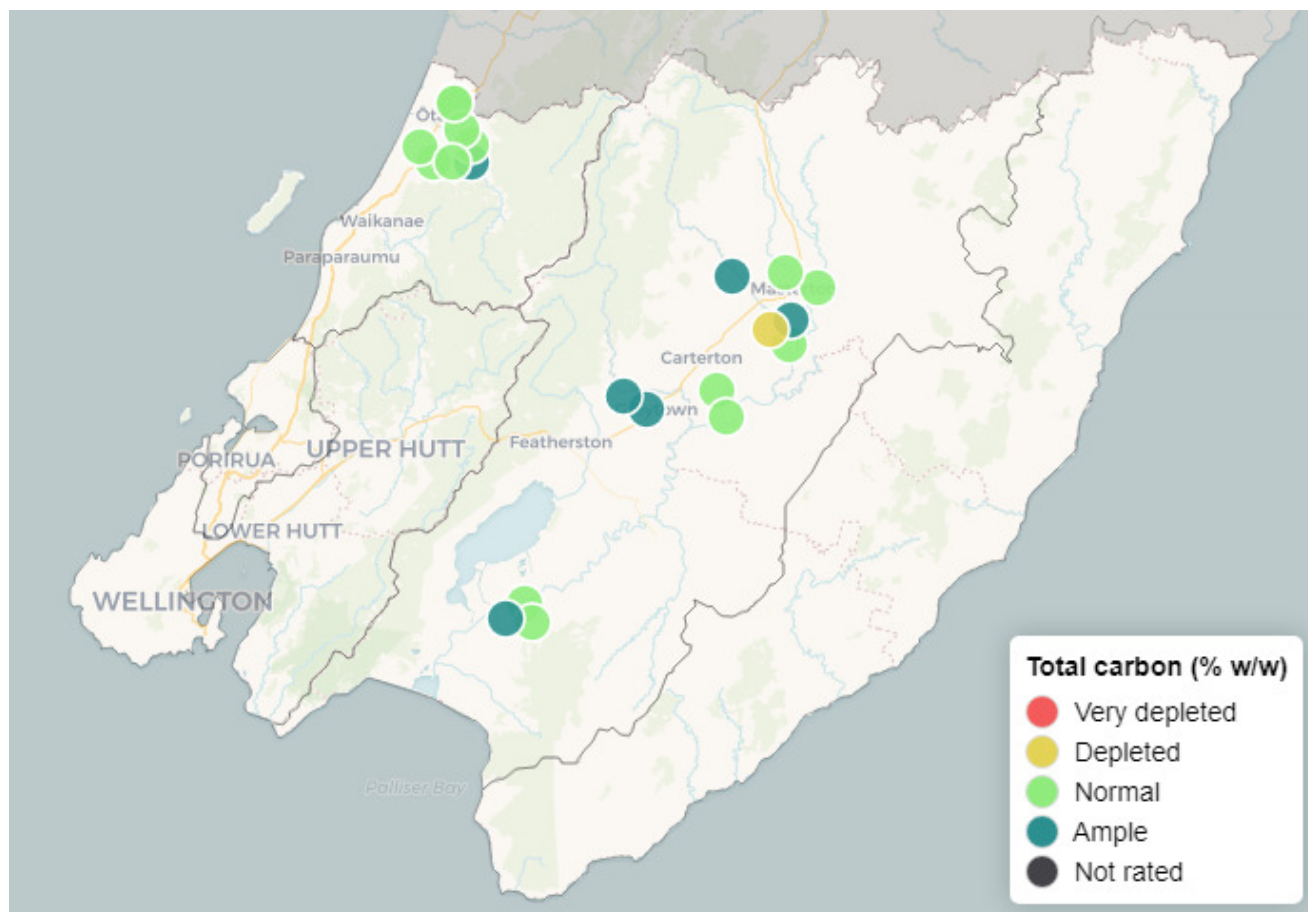 Waikanae
Paraparaumu
Carterton
Featherston
UPPER HUTT
PORIRUA
LOWER HUTT
WELLINGTON
Palliser Bay
Total carbon (% w/w)
Very depleted
Depleted
Normal
Ample
Not rated